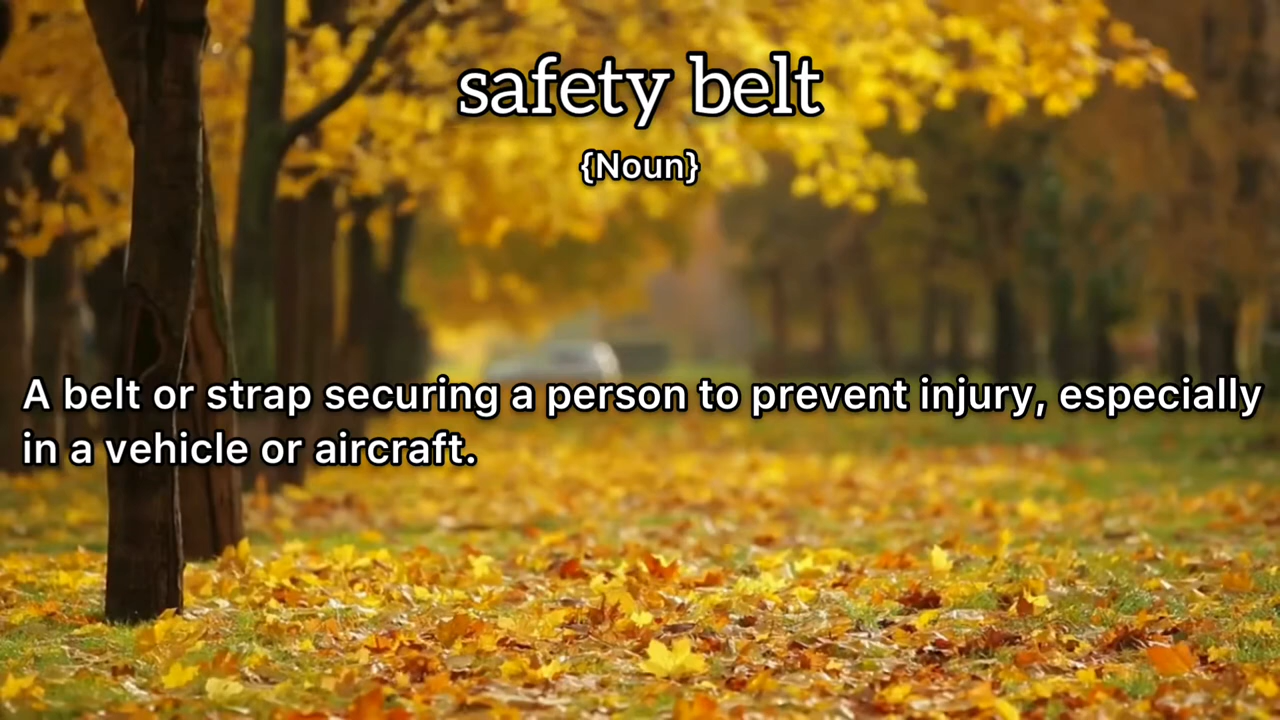 safety belt
{Noun}
A belt or strap securing a person to prevent injury, especially
in a vehicle or aircraft.